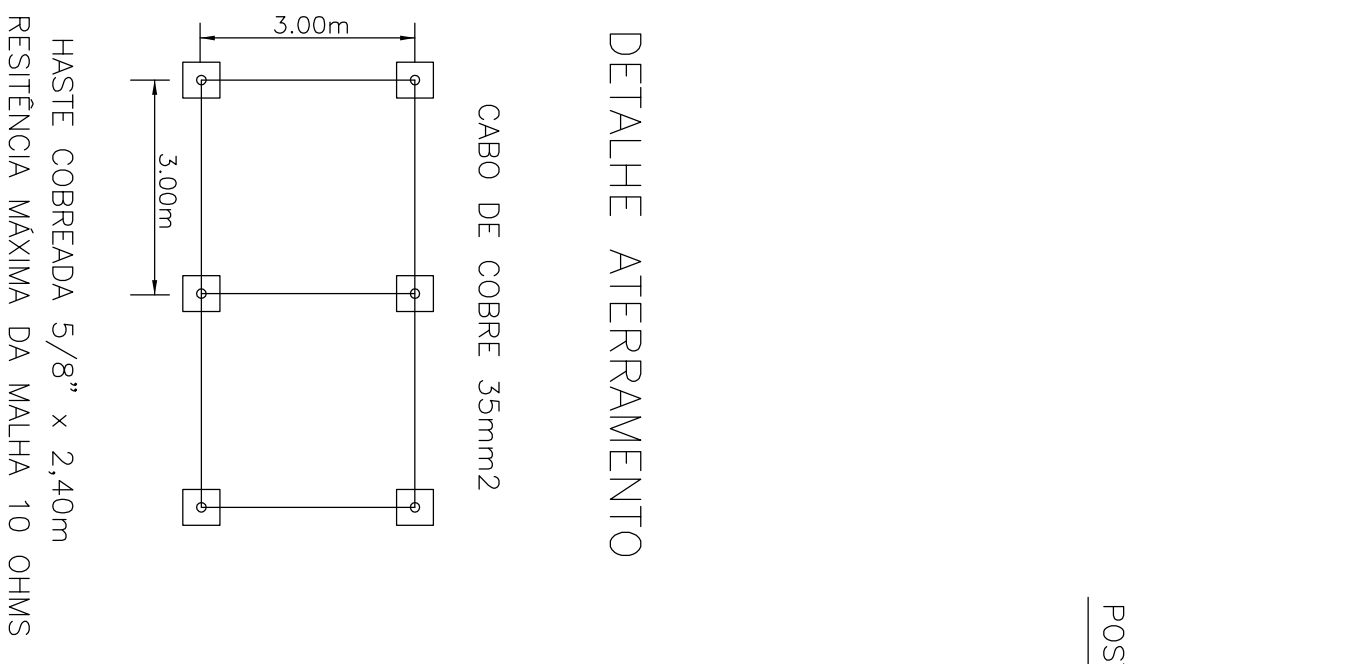 DETALHE ATERRAMENTO
CABO DE COBRE 35mm2
3.00m
3.00m
HASTE COBREADA 5/8" x 2,40m
RESITÊNCIA MÁXIMA DA MALHA 10 OHMS